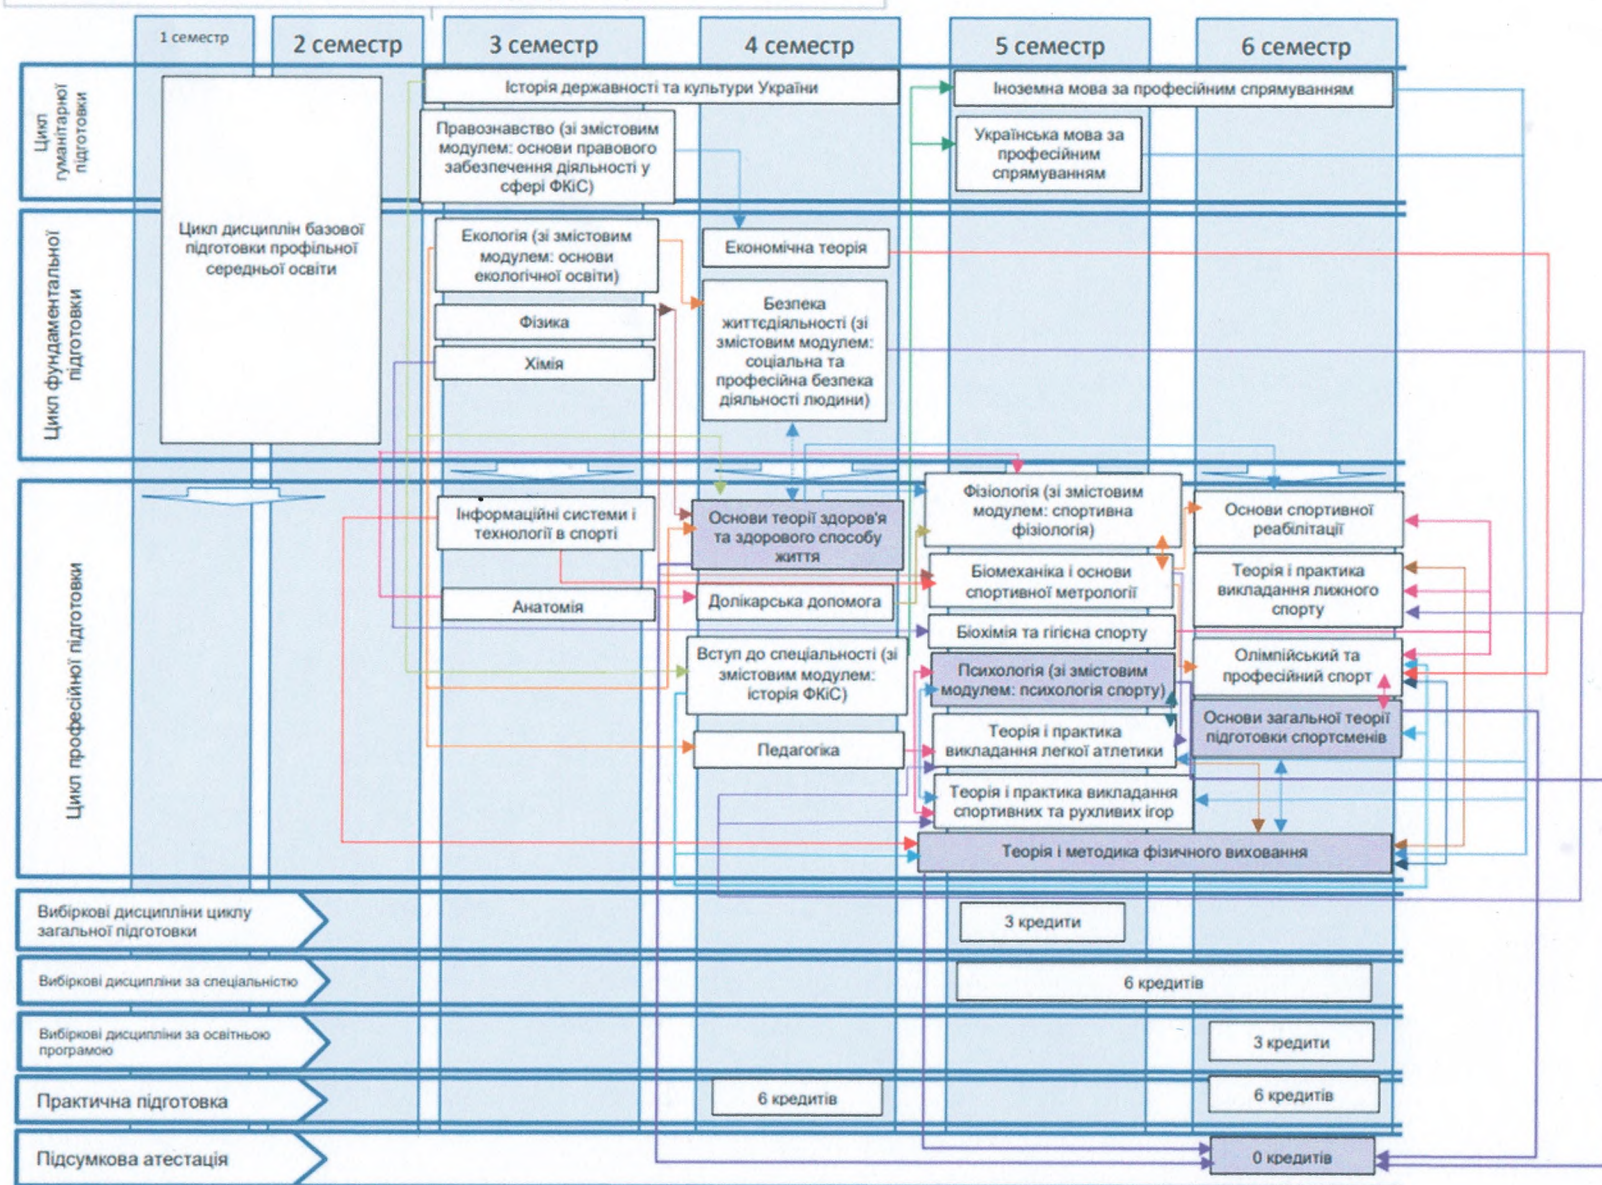 1 семестр
2 семестр
3 семестр
4 семестр
5 семестр
6 семестр
Цикл
гуманітарної
підготовки
Історія державності та культури України
Іноземна мова за професійним спрямуванням
Правознавство (зі змістовим
модулем: основи правового
забезпечення діяльності у
сфері ФКіС)
Українська мова за
професійним
спрямуванням
Цикл дисциплін базової
підготовки профільної
середньої освіти
Цикл фундаментальної
підготовки
Екологія (зі змістовим
модулем: основи
екологічної освіти)
Економічна теорія
Фізика
Хімія
Безпека
життєдіяльності (зі
змістовим модулем:
соціальна та
професійна безпека
діяльності людини)
Цикл професійної підготовки
Інформаційні системи і
технології в спорті
Анатомія
Основи теорії здоров'я
та здорового способу
життя
Долікарська допомога
Вступ до спеціальності (зі
змістовим модулем:
історія ФКіС)
Педагогіка
Фізіологія (зі змістовим
модулем: спортивна
фізіологія)
Біомеханіка і основи
спортивної метрології
Біохімія та гігієна спорту
Психологія (зі змістовим
модулем: психологія спорту)
Теорія і практика
викладання легкої атлетики
Теорія і практика викладання
спортивних та рухливих ігор
Основи спортивної
реабілітації
Теорія і практика
викладання лижного
спорту
Олімпійський та
професійний спорт
Основи загальної теорії
підготовки спортсменів
Теорія і методика фізичного виховання
Вибіркові дисципліни циклу
загальної підготовки
3 кредити
Вибіркові дисципліни за спеціальністю
6 кредитів
Вибіркові дисципліни за освітньою
програмою
3 кредити
Практична підготовка
6 кредитів
6 кредитів
Підсумкова атестація
0 кредитів